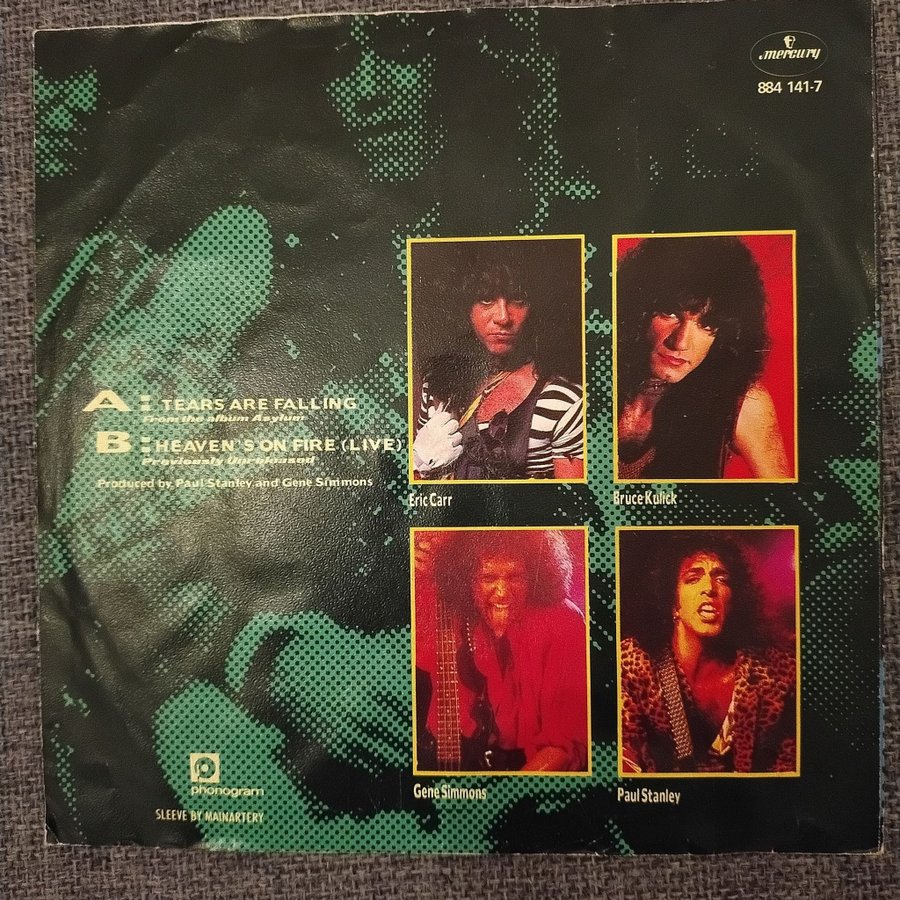 mercury
884 141-7
A: TEARS ARE FALLING
From the album Asylum
B: HEAVEN'S ON FIRE (LIVE)
Previously Unreleased
Produced by Paul Stanley and Gene Simmons
Eric Carr
Bruce Kulick
Gene Simmons
Paul Stanley
phonogram
SLEEVE BY MAINARTERY